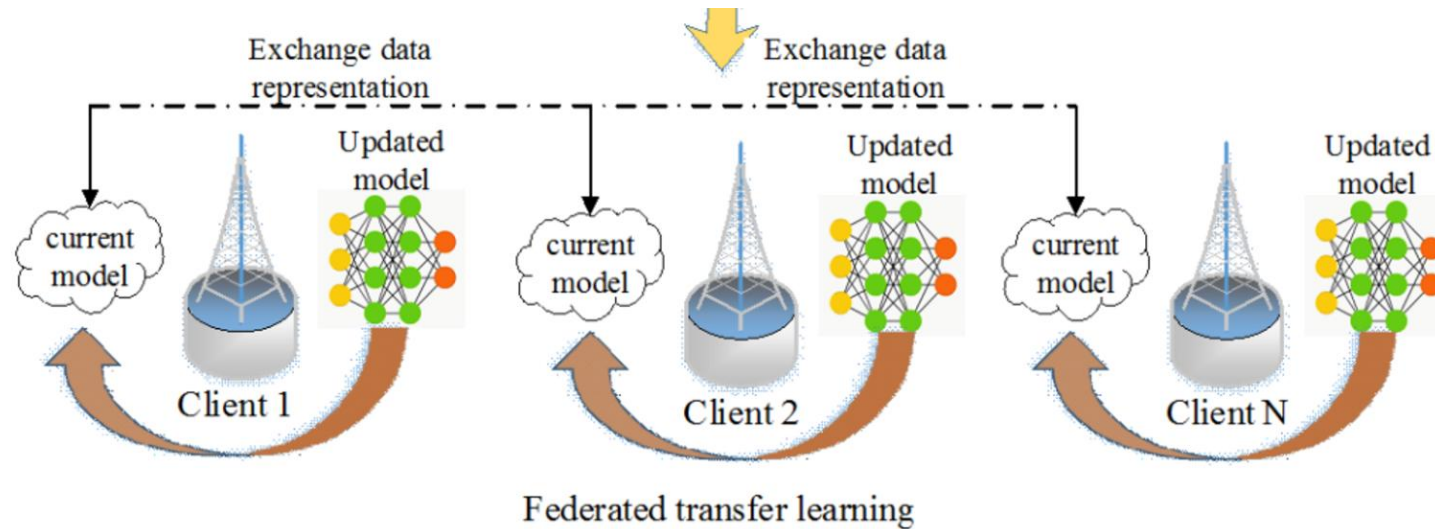 Exchange data
representation
Exchange data
representation
Updated
model
Updated
model
Updated
model
current
model
current
model
current
model
Client 1
Client 2
Client N
Federated transfer learning